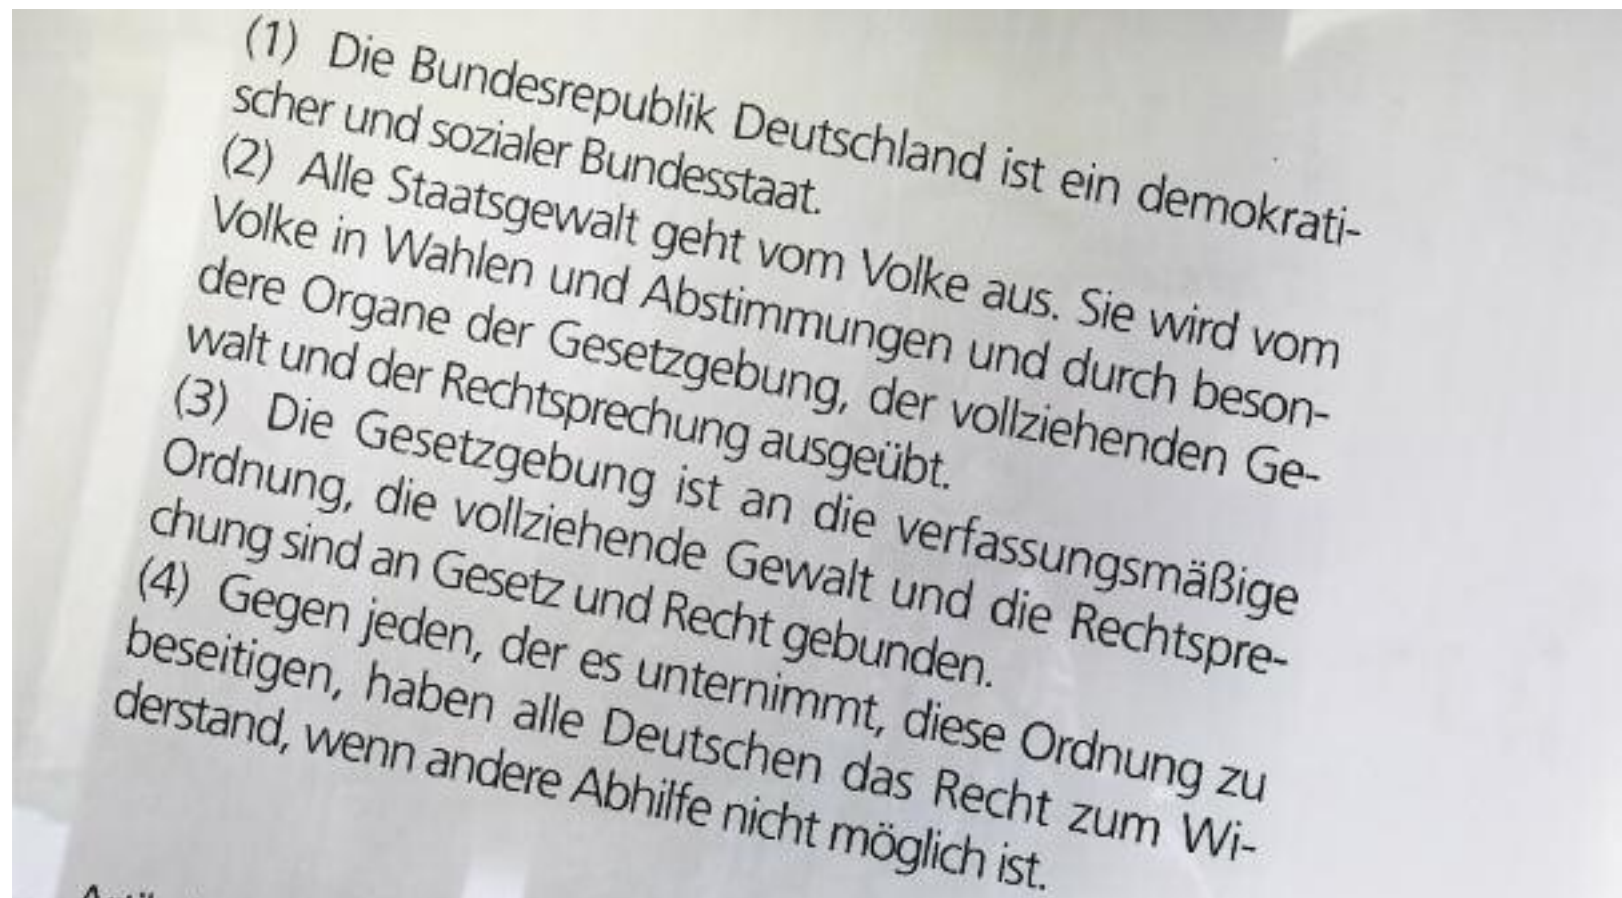 (1) Die Bundesrepublik Deutschland ist ein demokrati-
scher und sozialer Bundesstaat.
(2) Alle Staatsgewalt geht vom Volke aus. Sie wird vom
Volke in Wahlen und Abstimmungen und durch beson-
dere Organe der Gesetzgebung, der vollziehenden Ge-
walt und der Rechtsprechung ausgeübt.
(3) Die Gesetzgebung ist an die verfassungsmäßige
Ordnung, die vollziehende Gewalt und die Rechtspre-
chung sind an Gesetz und Recht gebunden.
(4) Gegen jeden, der es unternimmt, diese Ordnung zu
beseitigen, haben alle Deutschen das Recht zum Wi-
derstand, wenn andere Abhilfe nicht möglich ist.